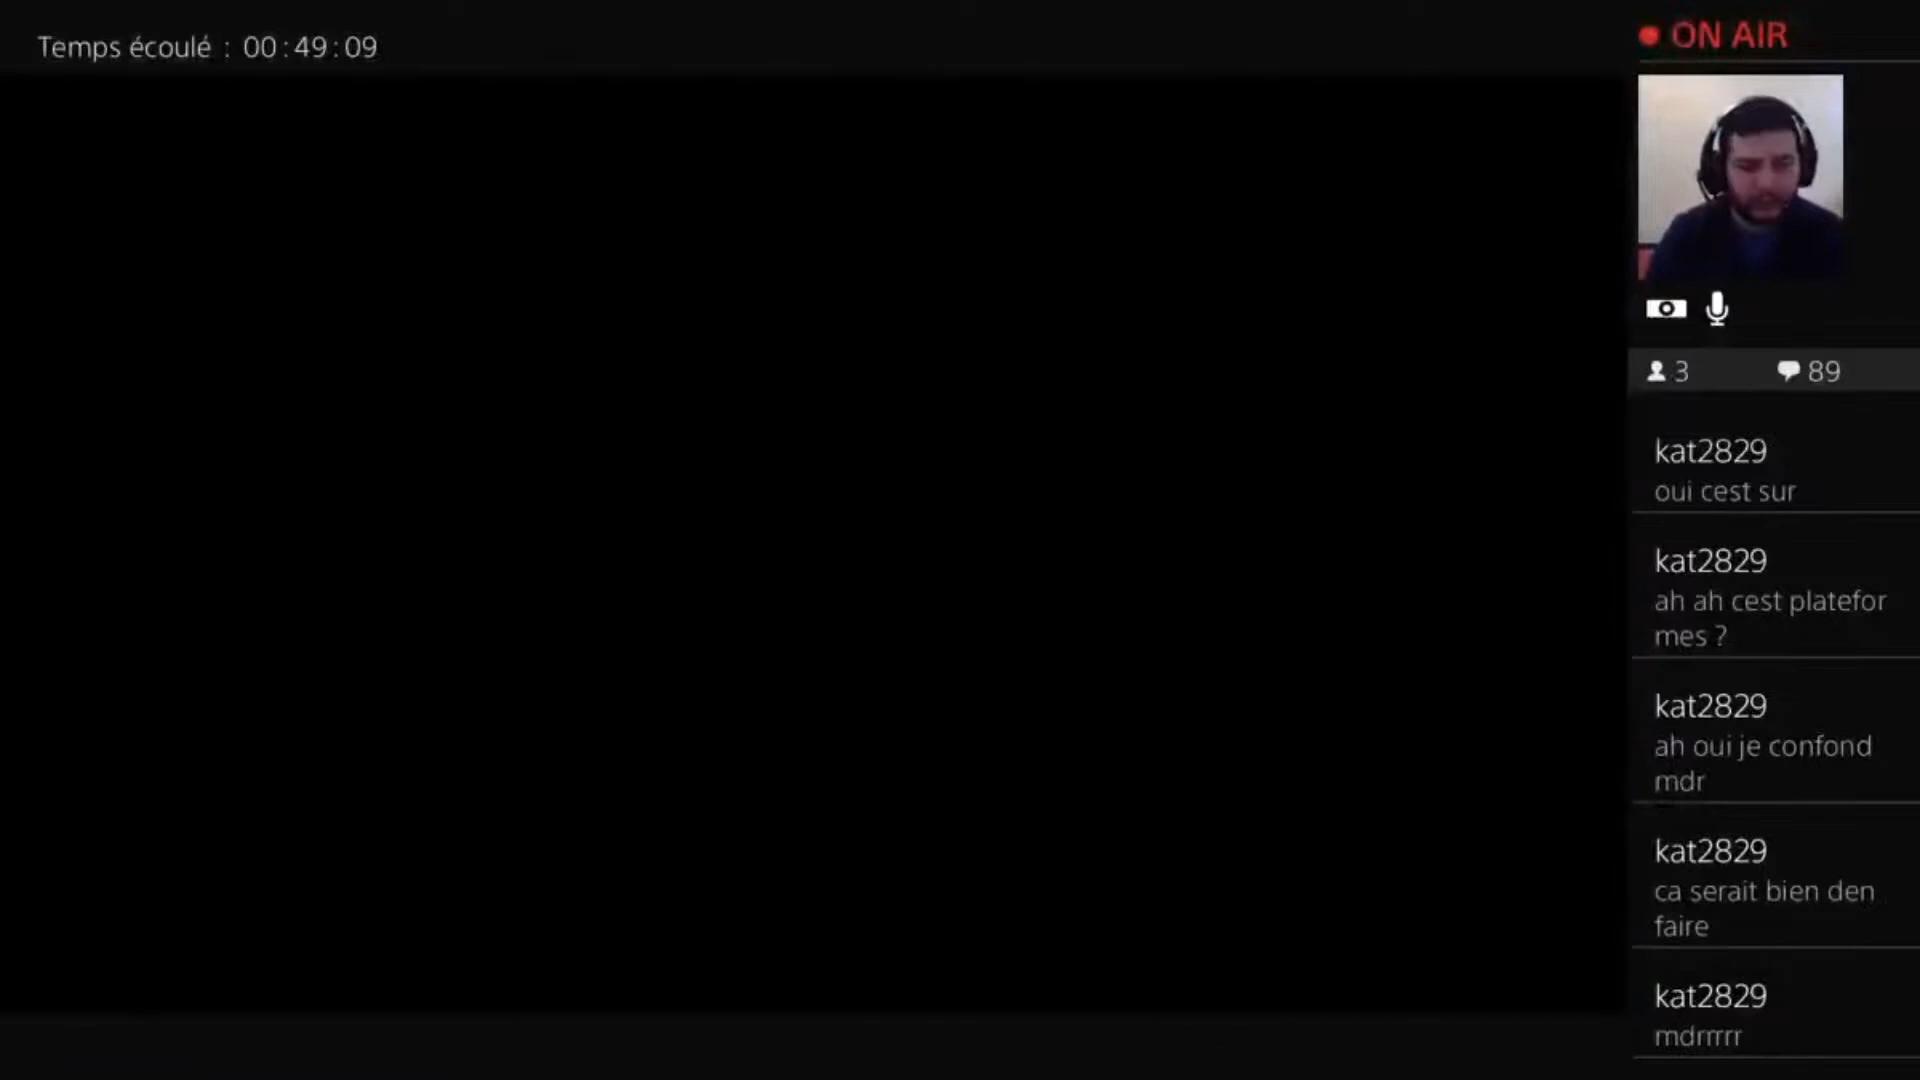 Temps écoulé : 00:49:09
ON AIR
3 89
kat2829
oui cest sur
kat2829
ah ah cest platefor
mes ?
kat2829
ah oui je confond
mdr
kat2829
ca serait bien den
faire
kat2829
mdrrrrr